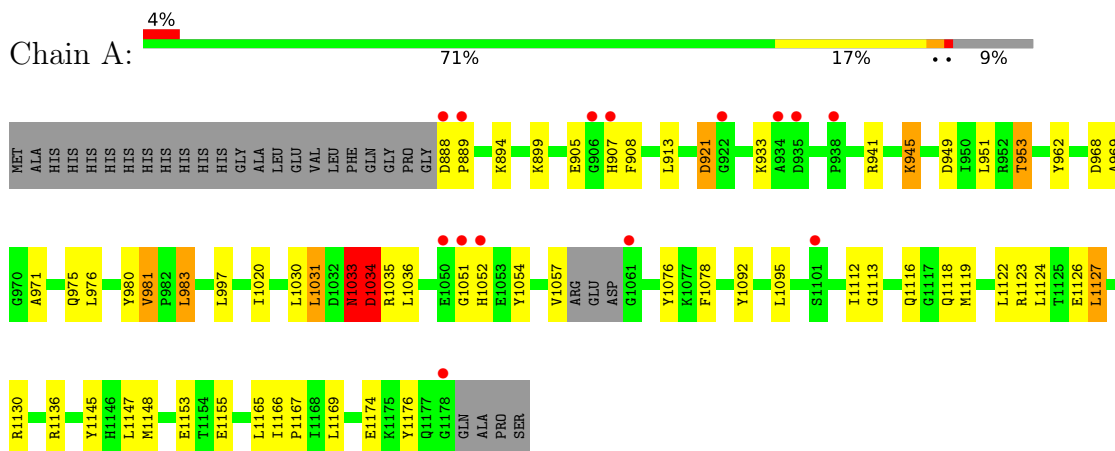 4%
Chain A:
71% 17% • • 9%
MET ALA HIS HIS HIS HIS HIS HIS HIS HIS HIS HIS GLY ALA LEU GLU VAL LEU PHE GLN GLY PRO GLY D888 P889 K894 K899 E905 G906 H907 F908 L913 D921 G922 K933 A934 D935 P938 R941 K945 D949 I950 L951 R952 T953 Y962 D968 A969
G970 A971 Q975 L976 Y980 V981 P982 L983 L997 I1020 L1030 L1031 D1032 N1033 D1034 R1035 L1036 E1050 G1051 H1052 E1053 Y1054 V1057 ARG GLU ASP G1061 Y1076 K1077 F1078 Y1092 L1095 S1101 I1112 G1113 Q1116 G1117 Q1118 M1119 L1122 R1123 L1124 T1125 E1126 L1127
R1130 R1136 Y1145 H1146 L1147 M1148 E1153 T1154 E1155 L1165 I1166 P1167 I1168 L1169 E1174 K1175 Y1176 Q1177 G1178 GLN ALA PRO SER